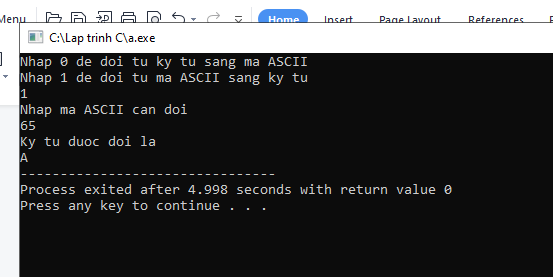 Menu
Home
Insert
Page Layout
References
C:\Lap trinh C\a.exe
Nhap 0 de doi tu ky tu sang ma ASCII
Nhap 1 de doi tu ma ASCII sang ky tu
1
Nhap ma ASCII can doi
65
Ky tu duoc doi la
A
--------------------------------
Process exited after 4.998 seconds with return value 0
Press any key to continue . . .